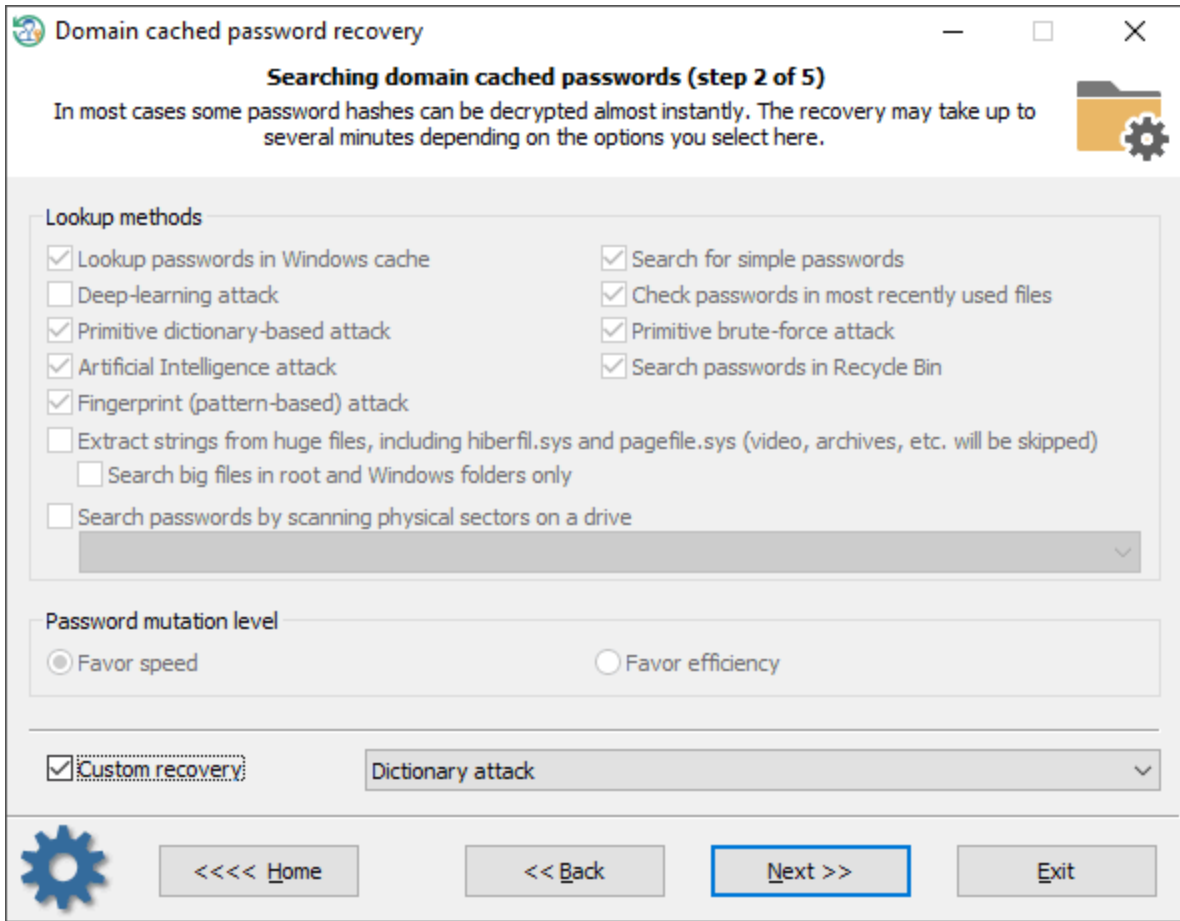 Domain cached password recovery
Searching domain cached passwords (step 2 of 5)
In most cases some password hashes can be decrypted almost instantly. The recovery may take up to
several minutes depending on the options you select here.
Lookup methods
Lookup passwords in Windows cache
Search for simple passwords
Deep-learning attack
Check passwords in most recently used files
Primitive dictionary-based attack
Primitive brute-force attack
Artificial Intelligence attack
Search passwords in Recycle Bin
Fingerprint (pattern-based) attack
Extract strings from huge files, including hiberfil.sys and pagefile.sys (video, archives, etc. will be skipped)
Search big files in root and Windows folders only
Search passwords by scanning physical sectors on a drive
Password mutation level
Favor speed
Favor efficiency
Custom recovery
Dictionary attack
<<<< Home
<< Back
Next >>
Exit